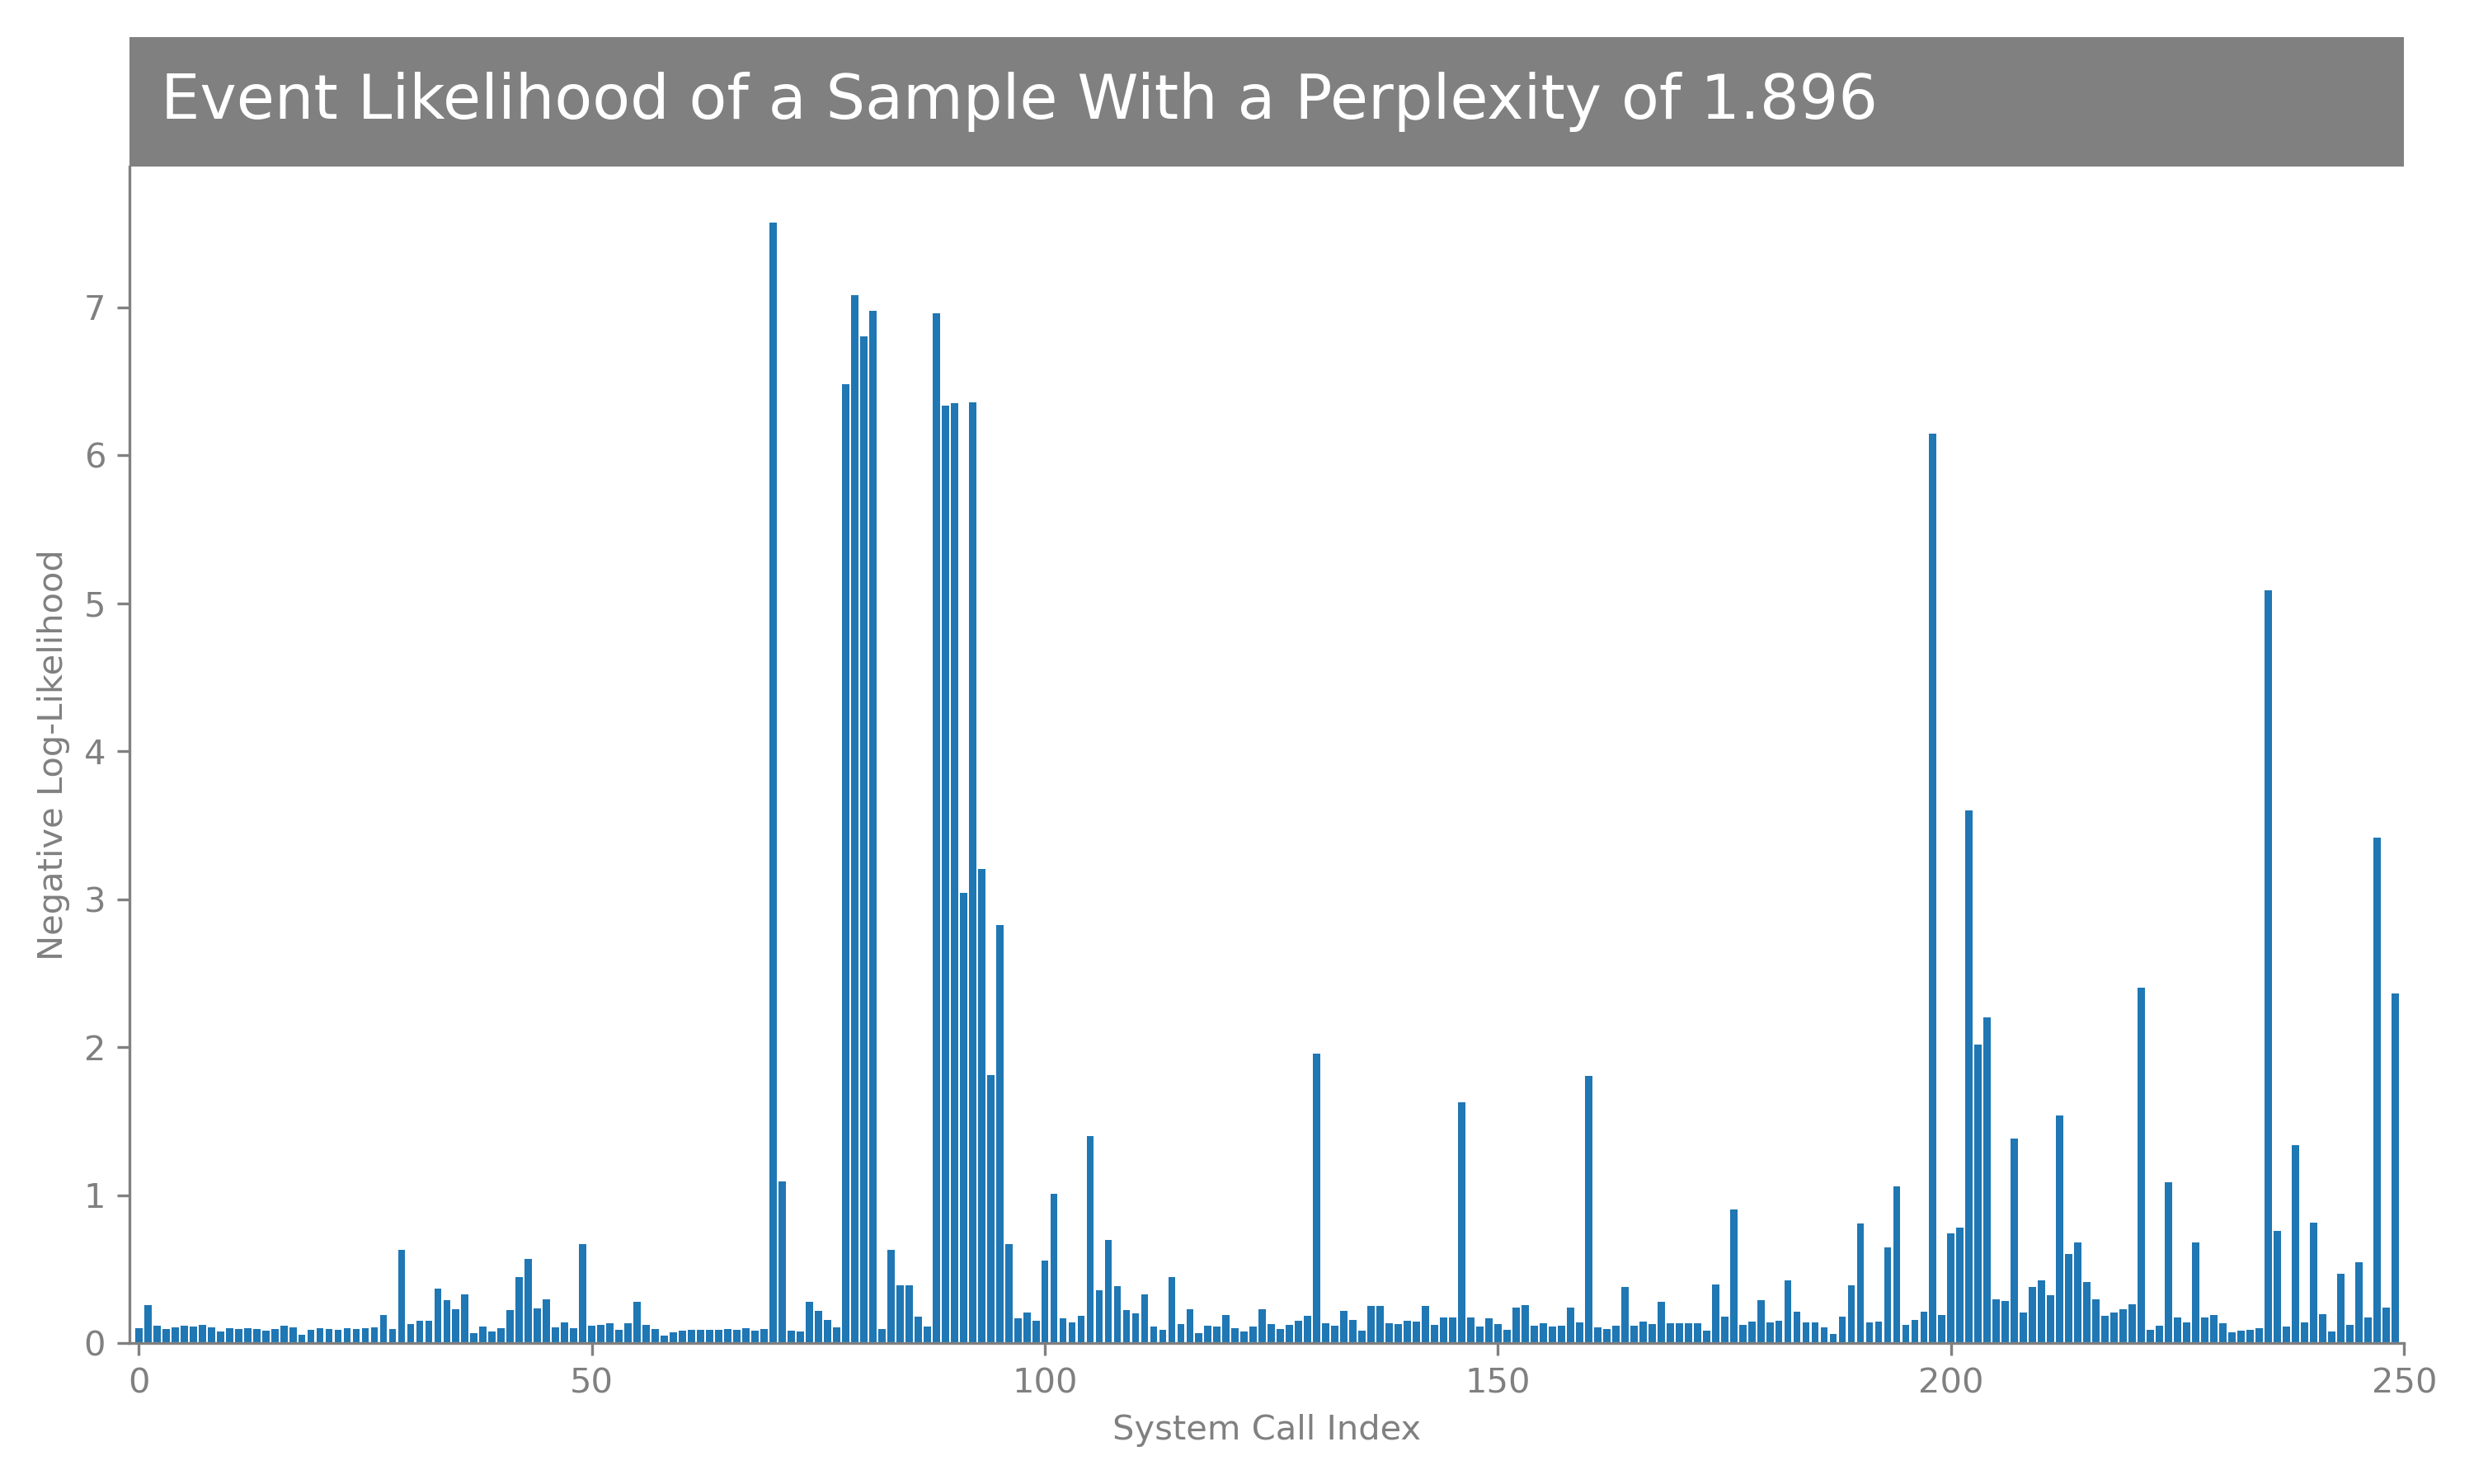 Event Likelihood of a Sample With a Perplexity of 1.896
Negative Log-Likelihood
7
6
5
4
3
2
1
0
0 50 100 150 200 250
System Call Index